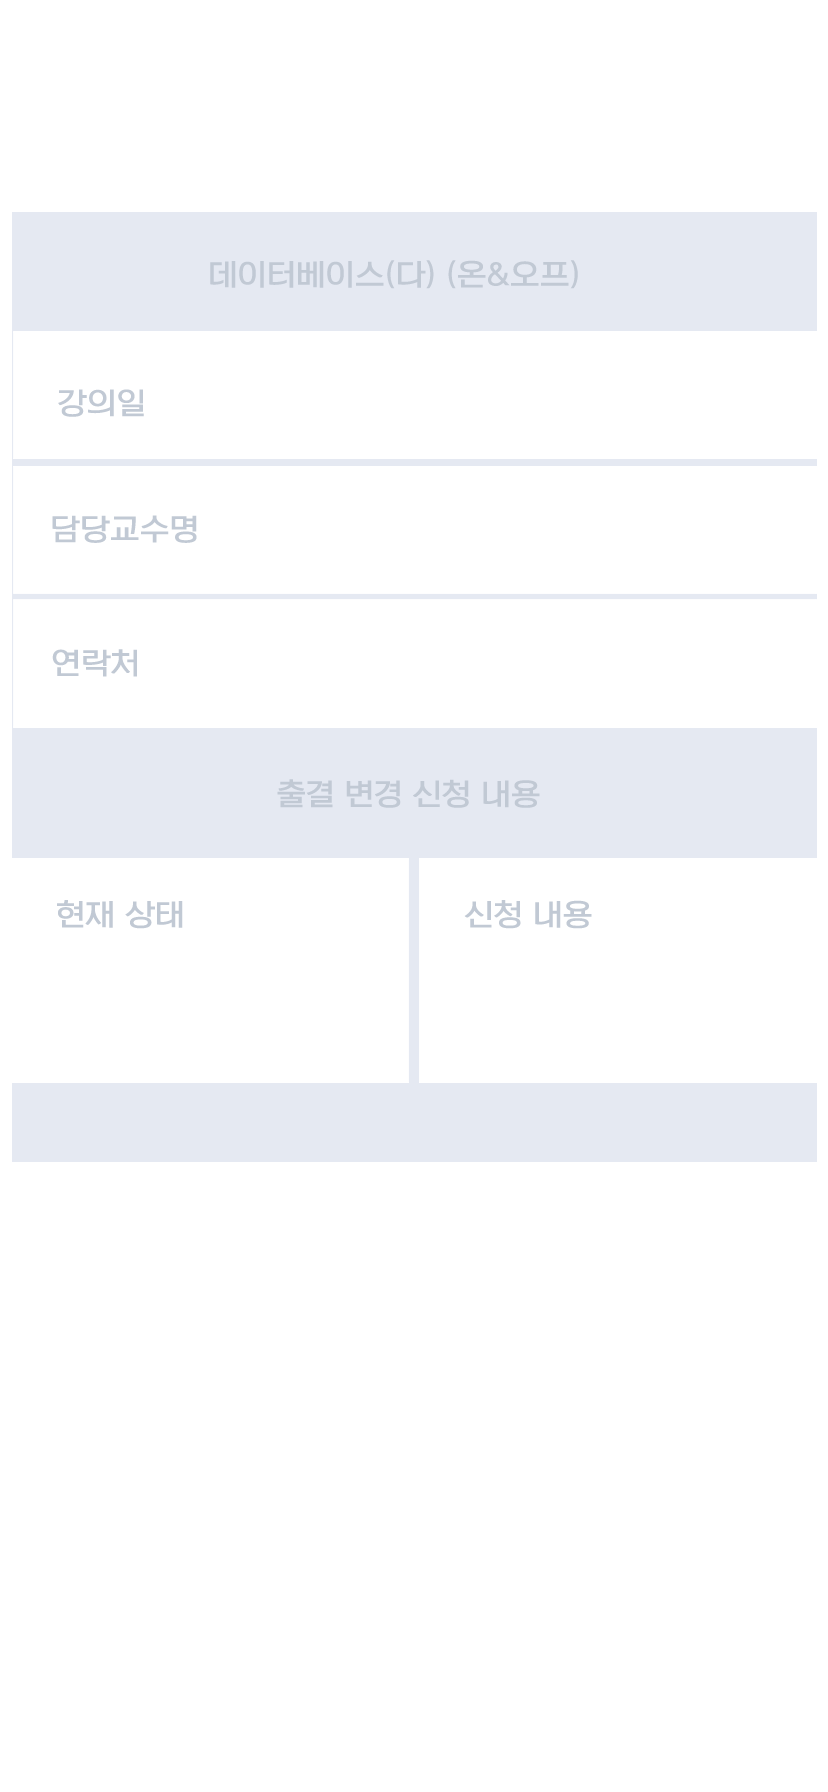 데이터베이스(다) (온&오프)
강의일
담당교수명
연락처
출결 변경 신청 내용
현재 상태
신청 내용